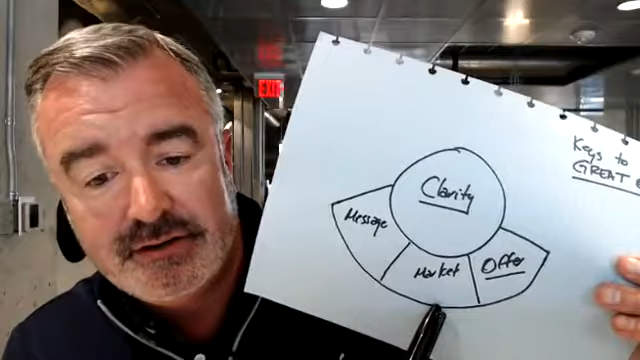 EXIT
Keys to
GREAT
Clarity
Message
Market
Offer